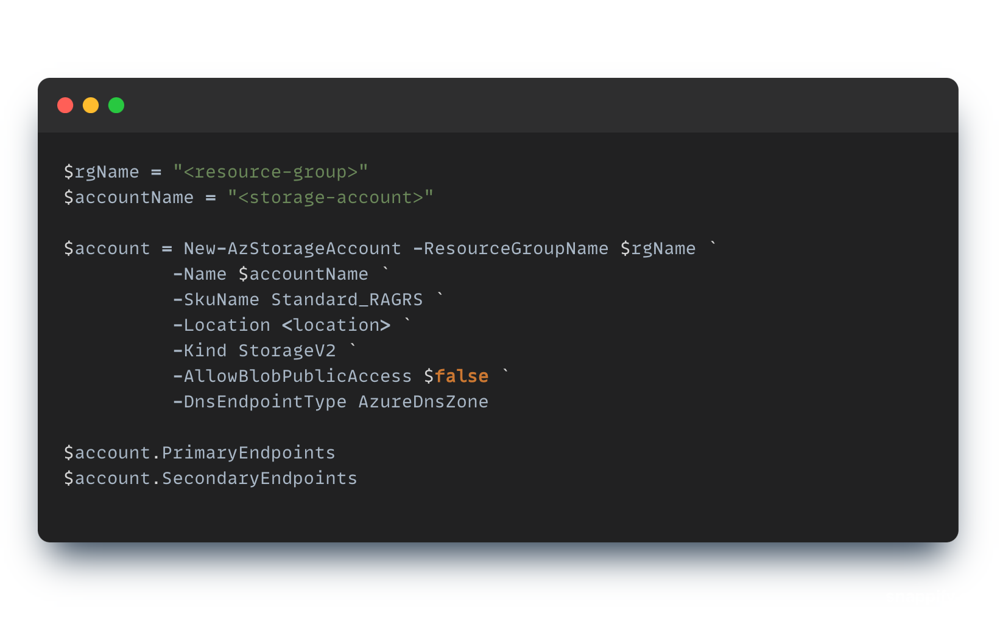 $rgName = "<resource-group>"
$accountName = "<storage-account>"

$account = New-AzStorageAccount -ResourceGroupName $rgName `
          -Name $accountName `
          -SkuName Standard_RAGRS `
          -Location <location> `
          -Kind StorageV2 `
          -AllowBlobPublicAccess $false `
          -DnsEndpointType AzureDnsZone

$account.PrimaryEndpoints
$account.SecondaryEndpoints